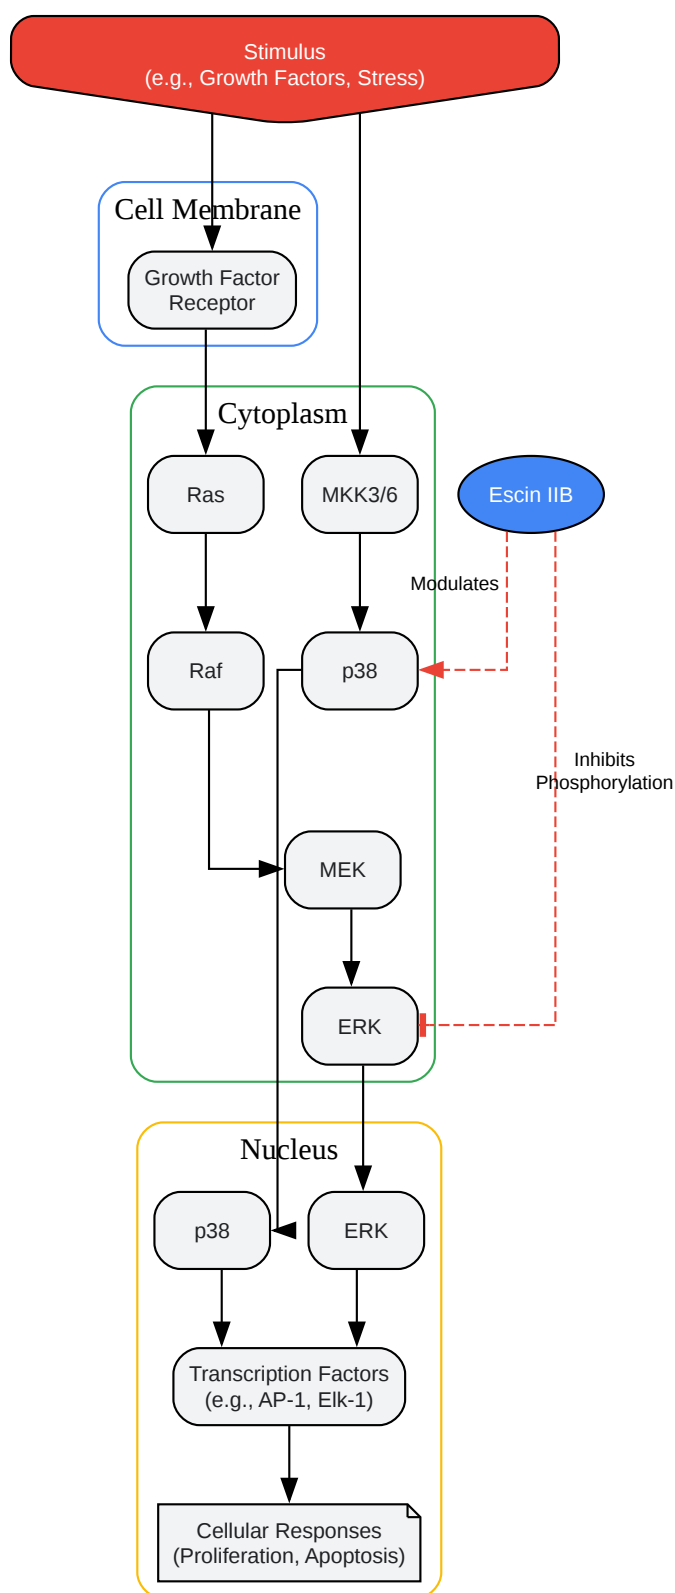 Stimulus
(e.g., Growth Factors, Stress)
Cell Membrane
Growth Factor
Receptor
Cytoplasm
Ras
MKK3/6
Escin IIB
Modulates
Raf
p38
Inhibits
Phosphorylation
MEK
ERK
Nucleus
p38
ERK
Transcription Factors
(e.g., AP-1, Elk-1)
Cellular Responses
(Proliferation, Apoptosis)